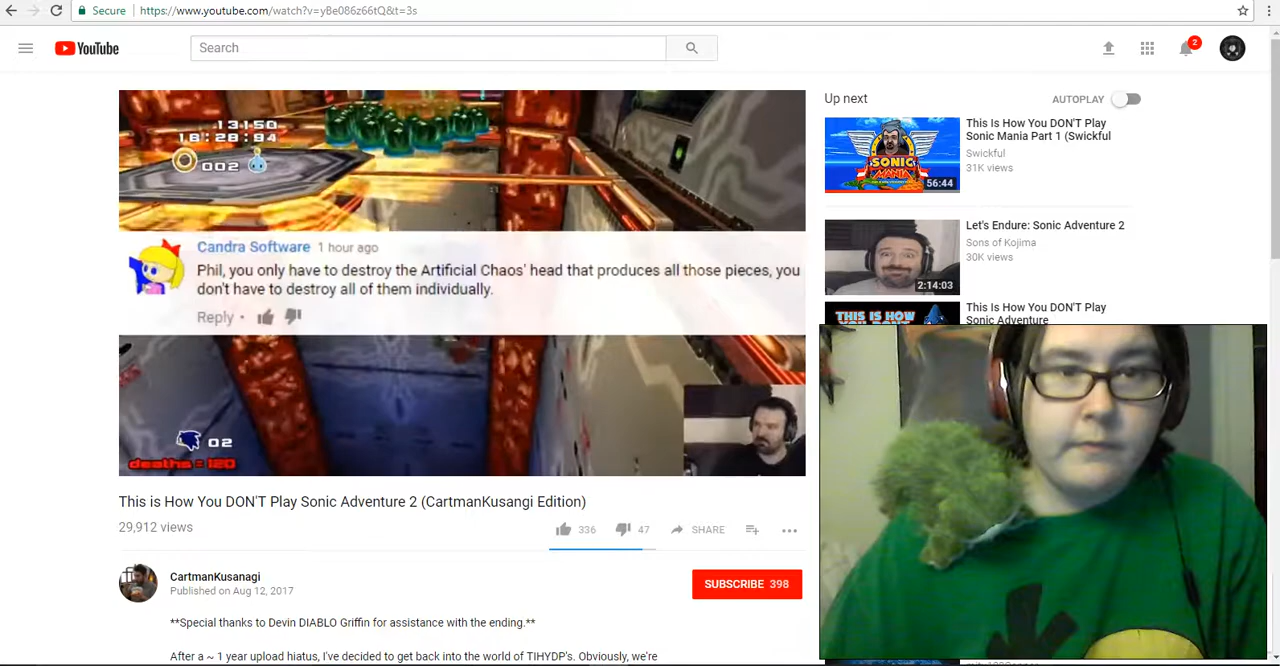 Secure https://www.youtube.com/watch?v=yBe086z66tQ&t=3s
YouTube
Search
2
13150
18:28:94
002
Candra Software 1 hour ago
Phil, you only have to destroy the Artificial Chaos' head that produces all those pieces, you
don't have to destroy all of them individually.
Reply
02
deaths = 120
This is How You DON'T Play Sonic Adventure 2 (CartmanKusangi Edition)
29,912 views
336 47 SHARE
CartmanKusanagi
Published on Aug 12, 2017
SUBSCRIBE 398
**Special thanks to Devin DIABLO Griffin for assistance with the ending.**
After a ~ 1 year upload hiatus, I've decided to get back into the world of TIHYDP's. Obviously, we're
Up next
AUTOPLAY
SONIC
MANIA
56:44
This Is How You DON'T Play
Sonic Mania Part 1 (Swickful
Swickful
31K views
2:14:03
Let's Endure: Sonic Adventure 2
Sons of Kojima
30K views
THIS IS HOW
This Is How You DON'T Play
Sonic Adventure